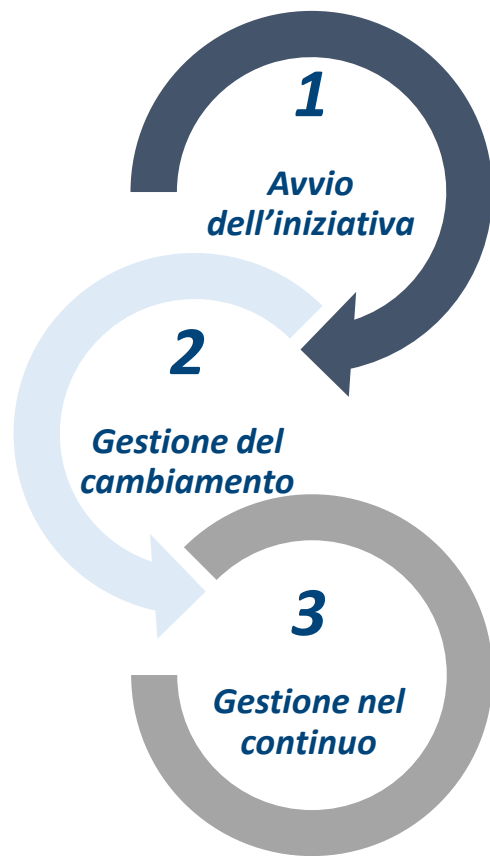 1
Avvio
dell’iniziativa
2
Gestione del
cambiamento
3
Gestione nel
continuo